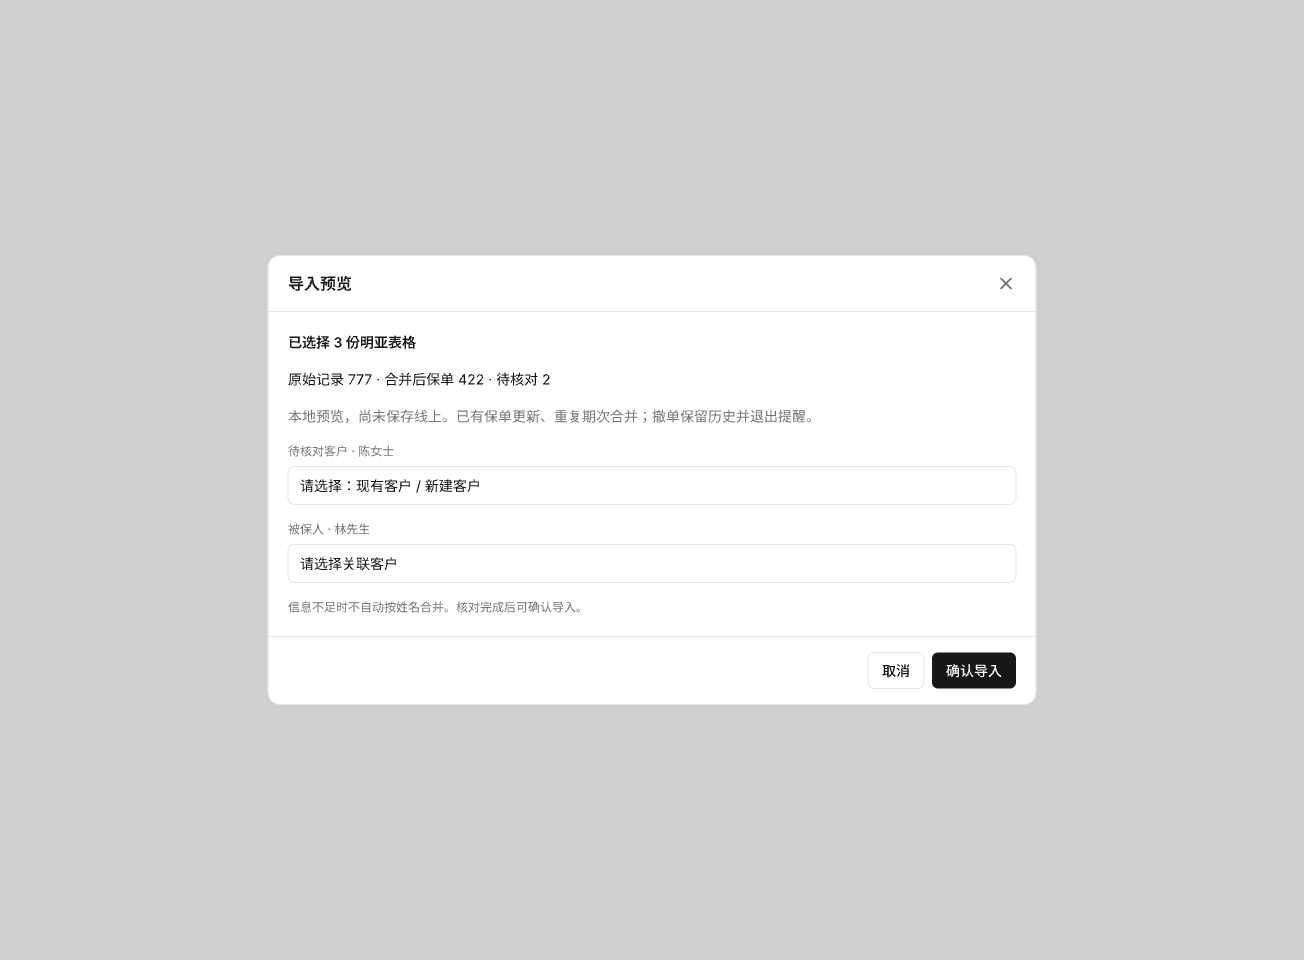 导入预览
已选择 3 份明亚表格
原始记录 777 · 合并后保单 422 · 待核对 2
本地预览，尚未保存线上。已有保单更新、重复期次合并；撤单保留历史并退出提醒。
待核对客户 · 陈女士
请选择：现有客户 / 新建客户
被保人 · 林先生
请选择关联客户
信息不足时不自动按姓名合并。核对完成后可确认导入。
取消
确认导入